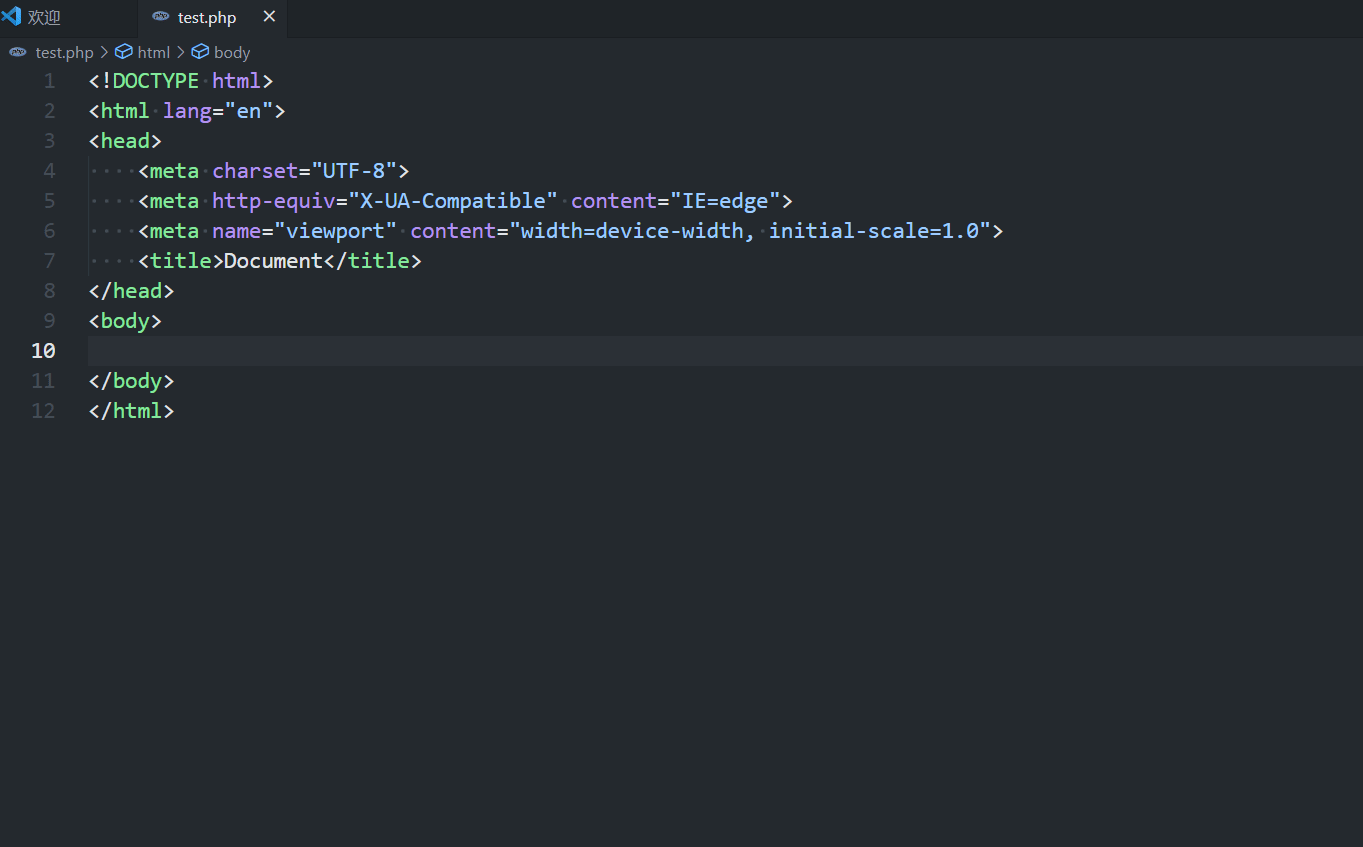 欢迎
test.php
test.php > html > body
1 <!DOCTYPE html>
2 <html lang="en">
3 <head>
4     <meta charset="UTF-8">
5     <meta http-equiv="X-UA-Compatible" content="IE=edge">
6     <meta name="viewport" content="width=device-width, initial-scale=1.0">
7     <title>Document</title>
8 </head>
9 <body>
10
11 </body>
12 </html>